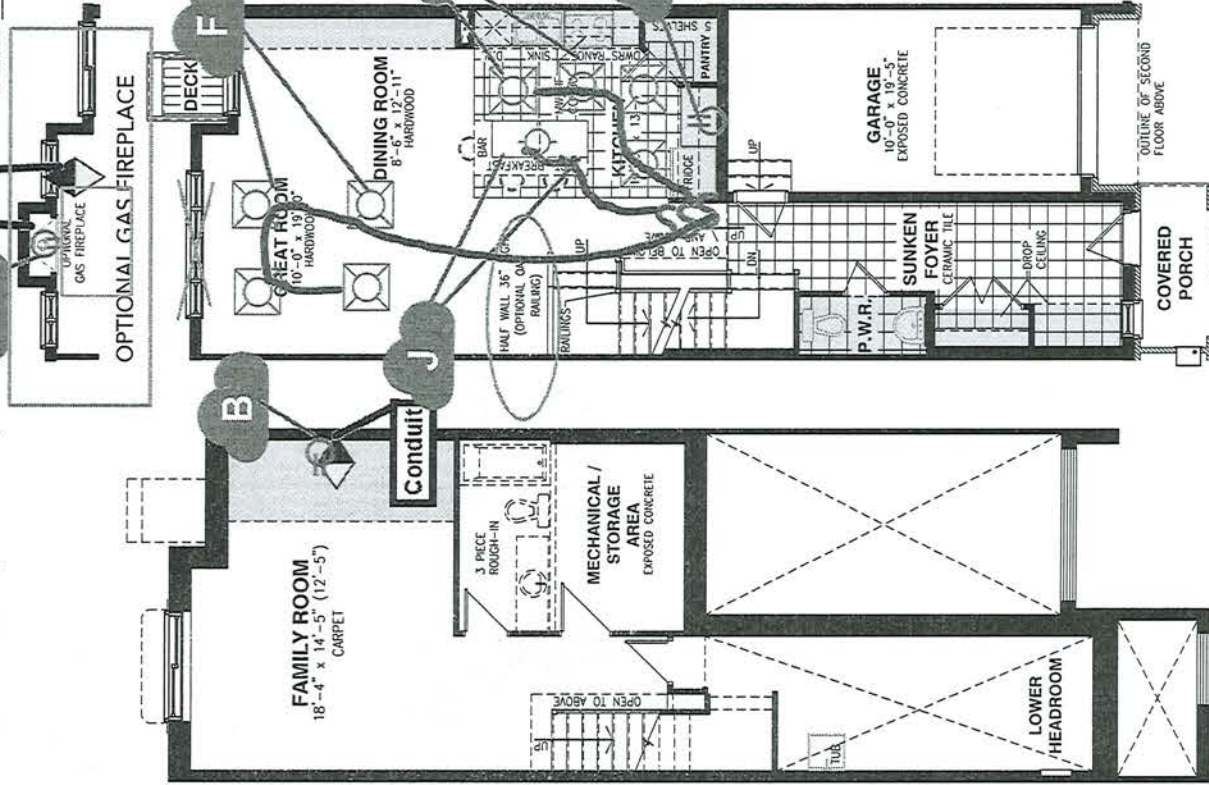 OPTIONAL
GAS FIREPLACE
OPTIONAL GAS FIREPLACE
DECK
F
GREAT ROOM
HARDWOOD
DINING ROOM
8'-6" x 12'-11"
HARDWOOD
BAR
BREAKFAST
SINK
KITCHEN
FRIDGE
PANTRY
5 SHELVES
HALF WALL 36"
(OPTIONAL
RAILING)
RAILINGS
UP
OPEN TO BELOW
UP
DN
UP
GARAGE
10'-0" x 19'-5"
EXPOSED CONCRETE
OUTLINE OF SECOND
FLOOR ABOVE
P.W.R.
SUNKEN
FOYER
CERAMIC TILE
DROP
CEILING
COVERED
PORCH
B
J
Conduit
FAMILY ROOM
18'-4" x 14'-5" (12'-5")
CARPET
3 PIECE
ROUGH-IN
MECHANICAL /
STORAGE
AREA
EXPOSED CONCRETE
OPEN TO ABOVE
UP
TUB
LOWER
HEADROOM